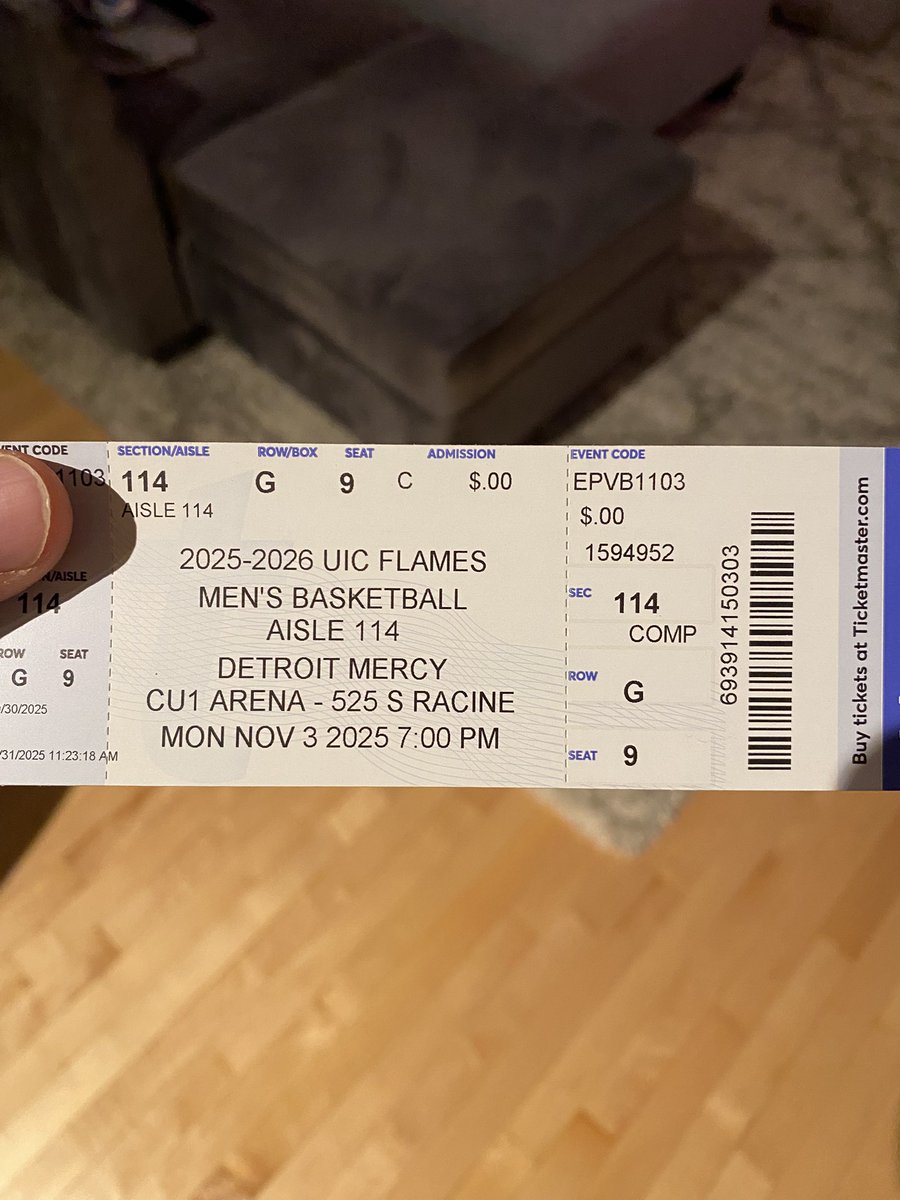 ENT CODE
1103
/AISLE
114
ROW SEAT
G 9
/30/2025
/31/2025 11:23:18 AM
SECTION/AISLE ROW/BOX SEAT ADMISSION
114 G 9 C $.00
AISLE 114
2025-2026 UIC FLAMES
MEN'S BASKETBALL
AISLE 114
DETROIT MERCY
CU1 ARENA - 525 S RACINE
MON NOV 3 2025 7:00 PM
EVENT CODE
EPVB1103
$.00
1594952
SEC 114
COMP
ROW G
SEAT 9
693914150303
Buy tickets at Ticketmaster.com